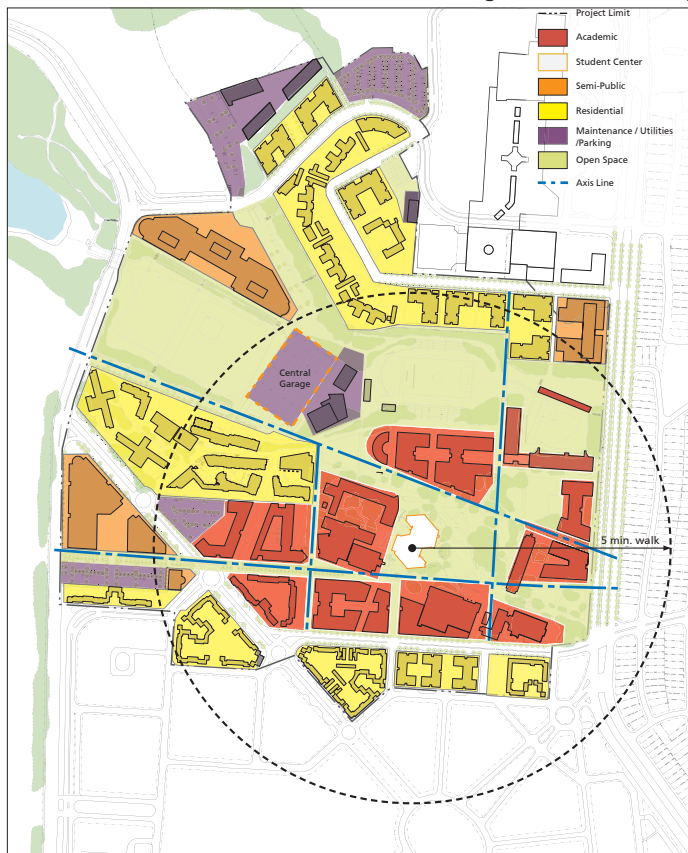 Project Limit
Academic
Student Center
Semi-Public
Residential
Maintenance / Utilities
/Parking
Open Space
Axis Line
Central
Garage
5 min. walk